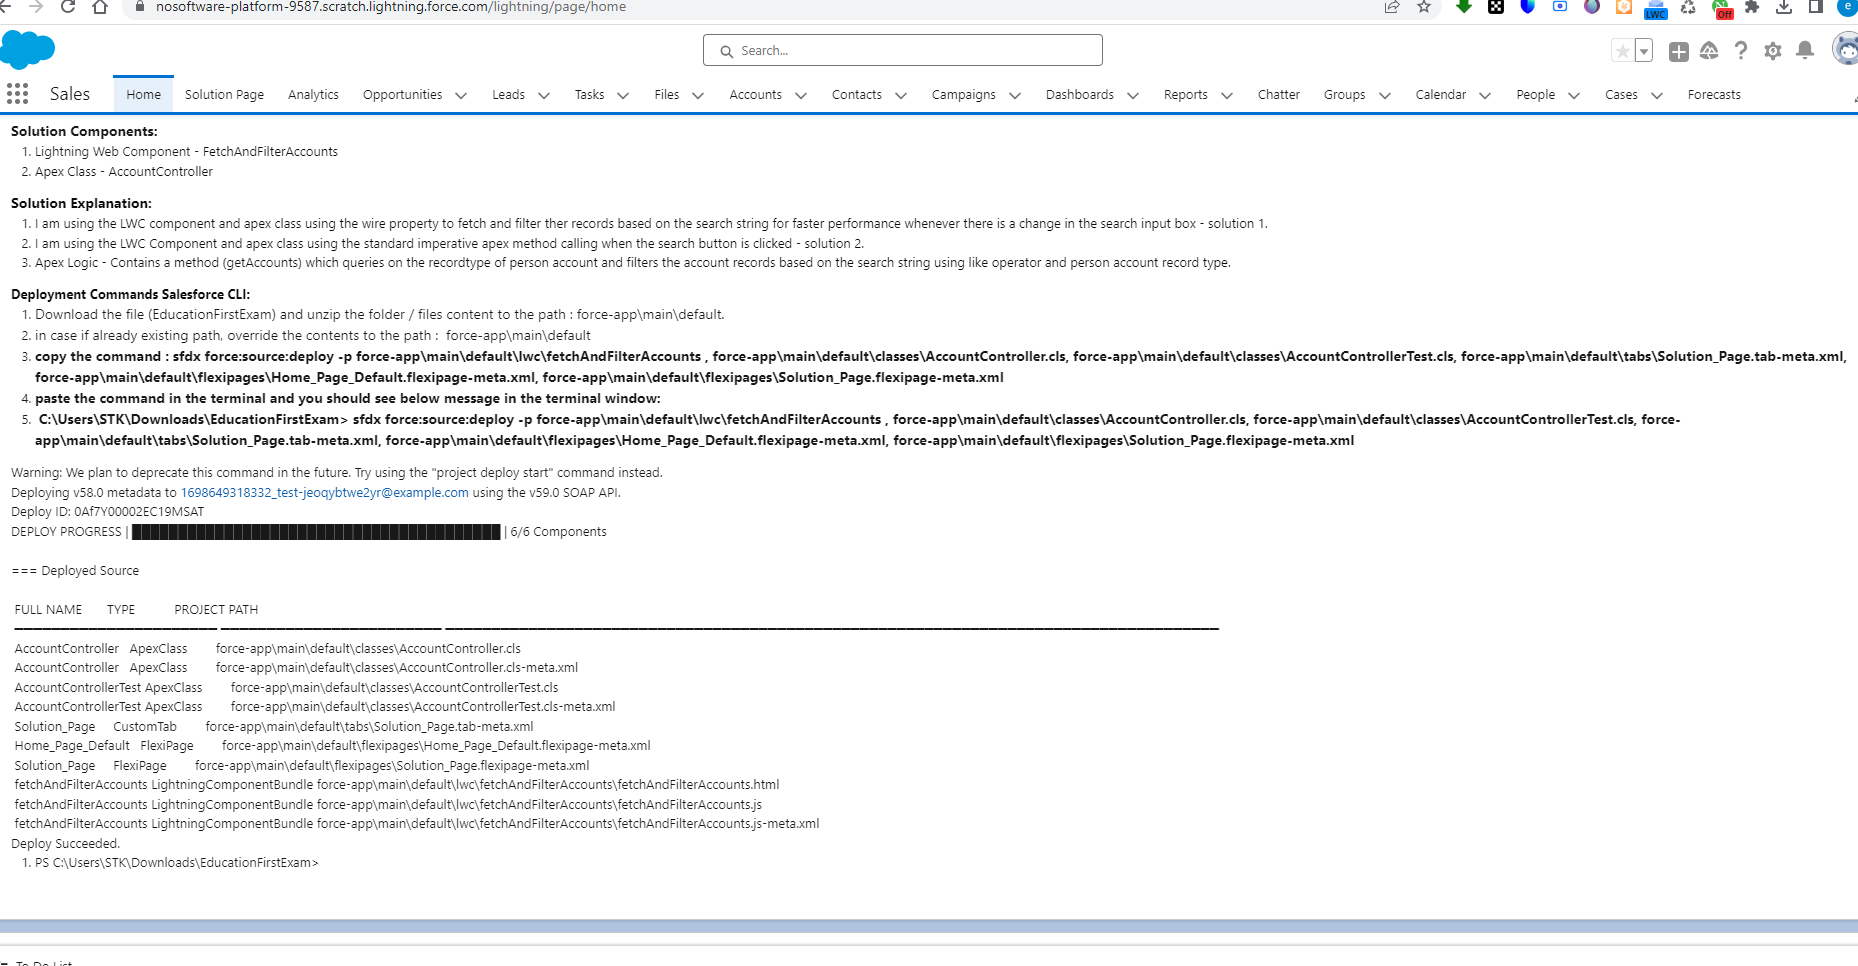 nosoftware-platform-9587.scratch.lightning.force.com/lightning/page/home
LWC
Off
e
Search...
Sales Home Solution Page Analytics Opportunities Leads Tasks Files Accounts Contacts Campaigns Dashboards Reports Chatter Groups Calendar People Cases Forecasts
Solution Components:
1. Lightning Web Component - FetchAndFilterAccounts
2. Apex Class - AccountController
Solution Explanation:
1. I am using the LWC component and apex class using the wire property to fetch and filter ther records based on the search string for faster performance whenever there is a change in the search input box - solution 1.
2. I am using the LWC Component and apex class using the standard imperative apex method calling when the search button is clicked - solution 2.
3. Apex Logic - Contains a method (getAccounts) which queries on the recordtype of person account and filters the account records based on the search string using like operator and person account record type.
Deployment Commands Salesforce CLI:
1. Download the file (EducationFirstExam) and unzip the folder / files content to the path : force-app\main\default.
2. in case if already existing path, override the contents to the path : force-app\main\default
3. copy the command : sfdx force:source:deploy -p force-app\main\default\lwc\fetchAndFilterAccounts , force-app\main\default\classes\AccountController.cls, force-app\main\default\classes\AccountControllerTest.cls, force-app\main\default\tabs\Solution_Page.tab-meta.xml,
force-app\main\default\flexipages\Home_Page_Default.flexipage-meta.xml, force-app\main\default\flexipages\Solution_Page.flexipage-meta.xml
4. paste the command in the terminal and you should see below message in the terminal window:
5. C:\Users\STK\Downloads\EducationFirstExam> sfdx force:source:deploy -p force-app\main\default\lwc\fetchAndFilterAccounts , force-app\main\default\classes\AccountController.cls, force-app\main\default\classes\AccountControllerTest.cls, force-
app\main\default\tabs\Solution_Page.tab-meta.xml, force-app\main\default\flexipages\Home_Page_Default.flexipage-meta.xml, force-app\main\default\flexipages\Solution_Page.flexipage-meta.xml
Warning: We plan to deprecate this command in the future. Try using the "project deploy start" command instead.
Deploying v58.0 metadata to 1698649318332_test-jeoqybtwe2yr@example.com using the v59.0 SOAP API.
Deploy ID: 0Af7Y00002EC19MSAT
DEPLOY PROGRESS | ████████████████████████████████████████ | 6/6 Components
=== Deployed Source
FULL NAME TYPE PROJECT PATH
AccountController ApexClass force-app\main\default\classes\AccountController.cls
AccountController ApexClass force-app\main\default\classes\AccountController.cls-meta.xml
AccountControllerTest ApexClass force-app\main\default\classes\AccountControllerTest.cls
AccountControllerTest ApexClass force-app\main\default\classes\AccountControllerTest.cls-meta.xml
Solution_Page CustomTab force-app\main\default\tabs\Solution_Page.tab-meta.xml
Home_Page_Default FlexiPage force-app\main\default\flexipages\Home_Page_Default.flexipage-meta.xml
Solution_Page FlexiPage force-app\main\default\flexipages\Solution_Page.flexipage-meta.xml
fetchAndFilterAccounts LightningComponentBundle force-app\main\default\lwc\fetchAndFilterAccounts\fetchAndFilterAccounts.html
fetchAndFilterAccounts LightningComponentBundle force-app\main\default\lwc\fetchAndFilterAccounts\fetchAndFilterAccounts.js
fetchAndFilterAccounts LightningComponentBundle force-app\main\default\lwc\fetchAndFilterAccounts\fetchAndFilterAccounts.js-meta.xml
Deploy Succeeded.
1. PS C:\Users\STK\Downloads\EducationFirstExam>
To Do List